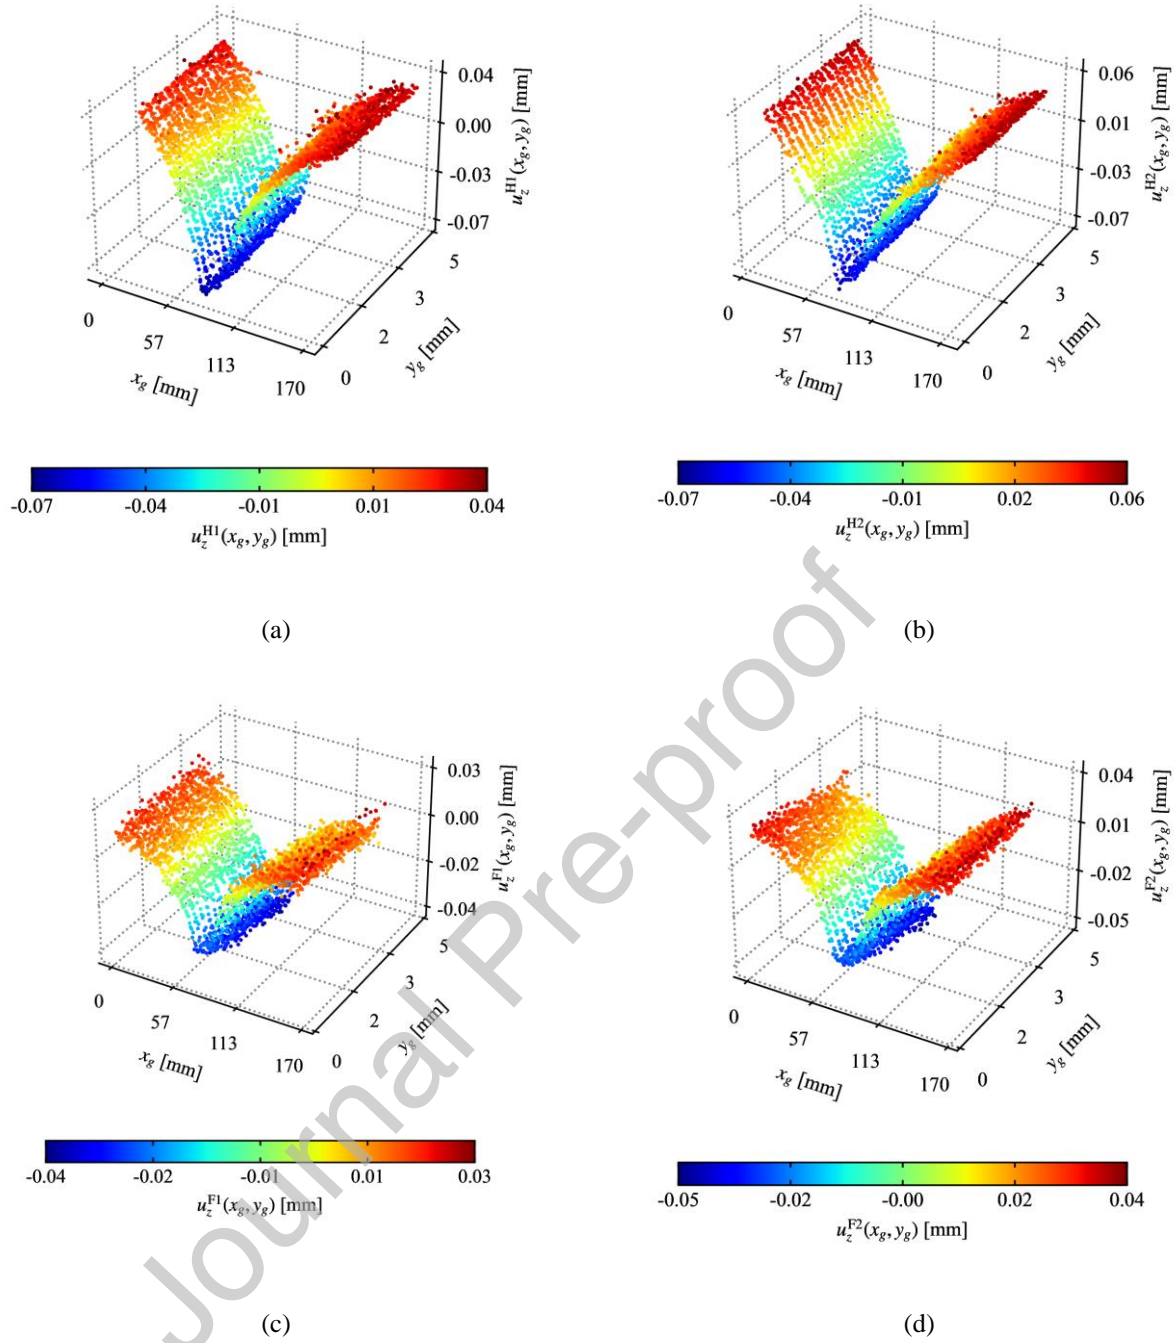 (a)
0.04
0.00
-0.03
-0.07
u_z^H1(x_g, y_g) [mm]
5
3
2
0
y_g [mm]
0
57
113
170
x_g [mm]
-0.07 -0.04 -0.01 0.01 0.04
u_z^H1(x_g, y_g) [mm]
(b)
0.06
0.01
-0.03
-0.07
u_z^H2(x_g, y_g) [mm]
5
3
2
0
y_g [mm]
0
57
113
170
x_g [mm]
-0.07 -0.04 -0.01 0.02 0.06
u_z^H2(x_g, y_g) [mm]
(c)
0.03
0.00
-0.02
-0.04
u_z^F1(x_g, y_g) [mm]
5
3
2
0
y_g [mm]
0
57
113
170
x_g [mm]
-0.04 -0.02 -0.01 0.01 0.03
u_z^F1(x_g, y_g) [mm]
(d)
0.04
0.01
-0.02
-0.05
u_z^F2(x_g, y_g) [mm]
5
3
2
0
y_g [mm]
0
57
113
170
x_g [mm]
-0.05 -0.02 -0.00 0.02 0.04
u_z^F2(x_g, y_g) [mm]
Journal Pre-proof